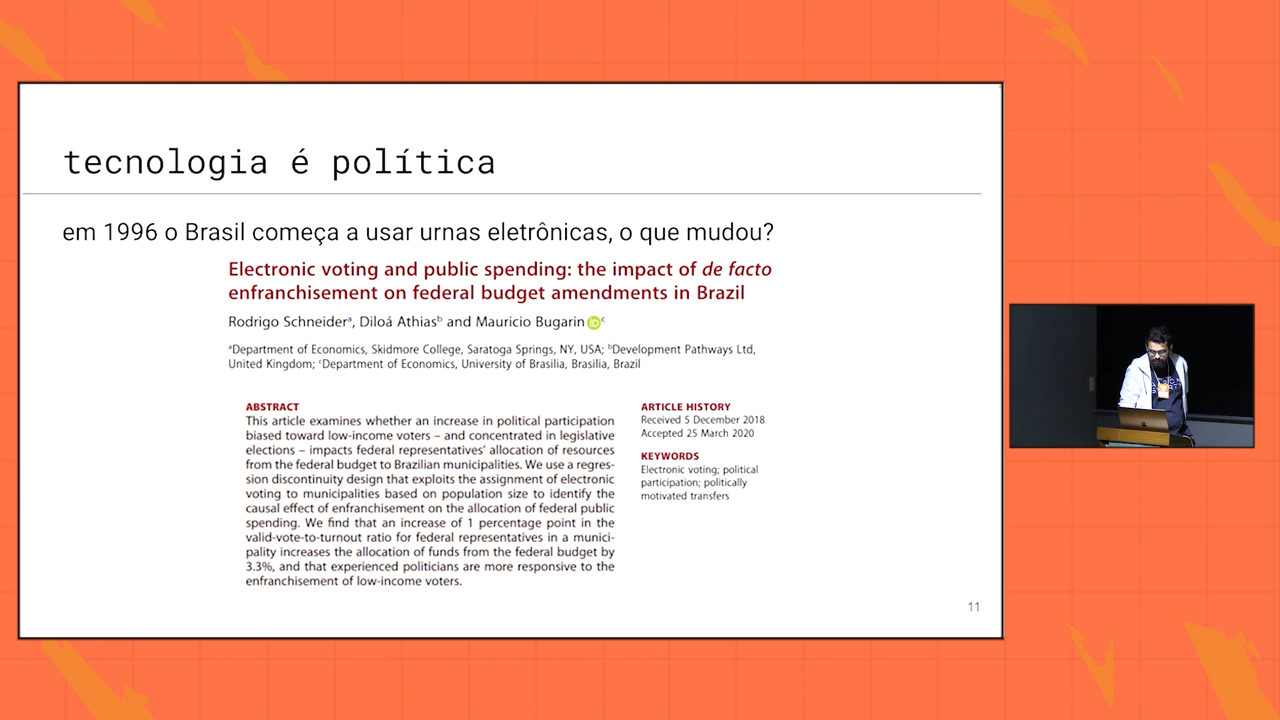 tecnologia é política
em 1996 o Brasil começa a usar urnas eletrônicas, o que mudou?
Electronic voting and public spending: the impact of de facto
enfranchisement on federal budget amendments in Brazil
Rodrigo Schneiderᵃ, Diloá Athiasᵇ and Mauricio Bugarin iD ᶜ
ᵃDepartment of Economics, Skidmore College, Saratoga Springs, NY, USA; ᵇDevelopment Pathways Ltd,
United Kingdom; ᶜDepartment of Economics, University of Brasilia, Brasilia, Brazil
ABSTRACT
This article examines whether an increase in political participation
biased toward low-income voters – and concentrated in legislative
elections – impacts federal representatives’ allocation of resources
from the federal budget to Brazilian municipalities. We use a regres-
sion discontinuity design that exploits the assignment of electronic
voting to municipalities based on population size to identify the
causal effect of enfranchisement on the allocation of federal public
spending. We find that an increase of 1 percentage point in the
valid-vote-to-turnout ratio for federal representatives in a munici-
pality increases the allocation of funds from the federal budget by
3.3%, and that experienced politicians are more responsive to the
enfranchisement of low-income voters.
ARTICLE HISTORY
Received 5 December 2018
Accepted 25 March 2020
KEYWORDS
Electronic voting; political
participation; politically
motivated transfers
11